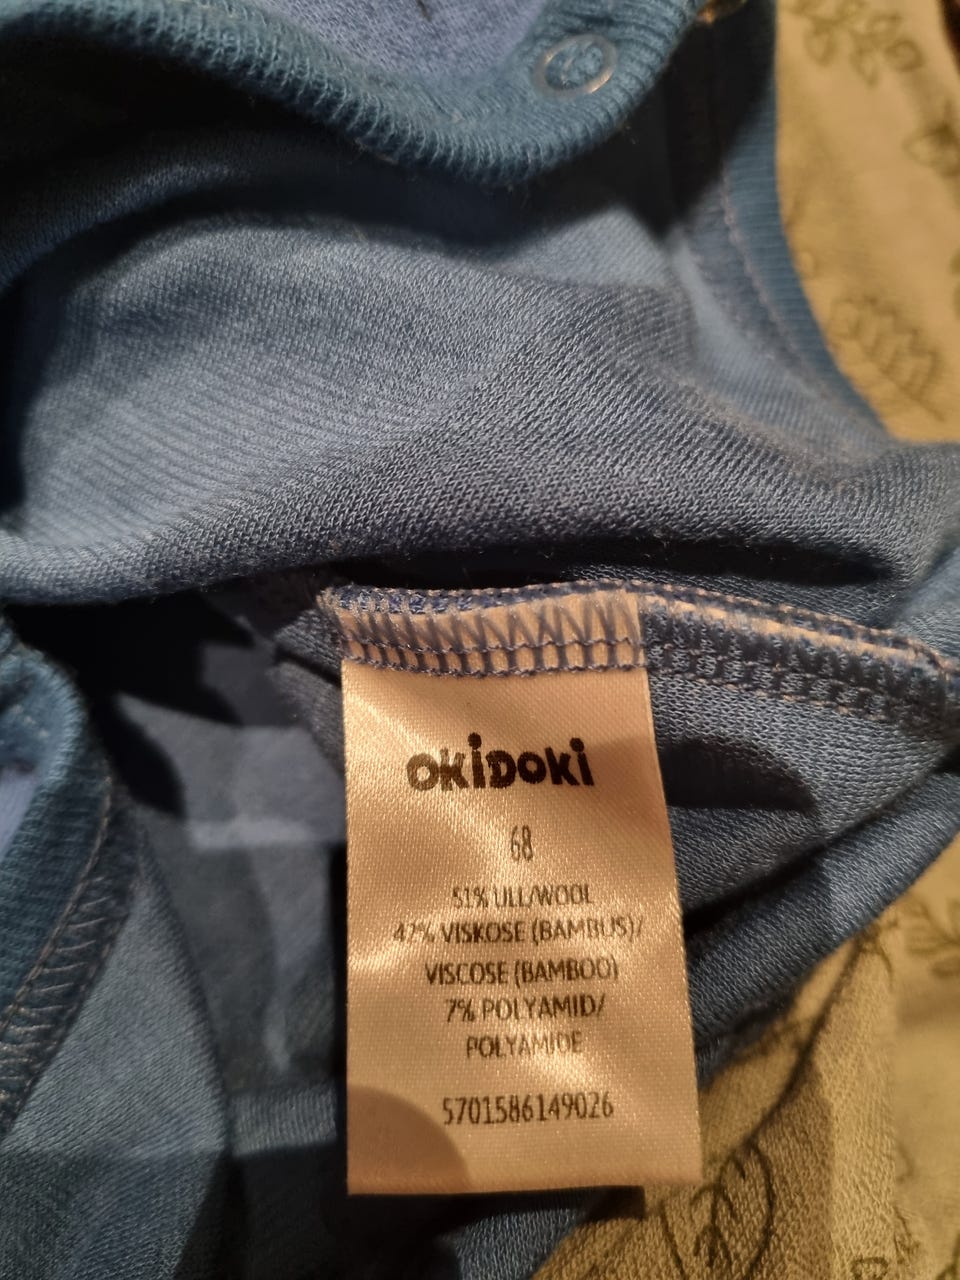 OKIDOKI
68
51% ULL/WOOL
42% VISKOSE (BAMBUS)/
VISCOSE (BAMBOO)
7% POLYAMID/
POLYAMIDE
5701586149026